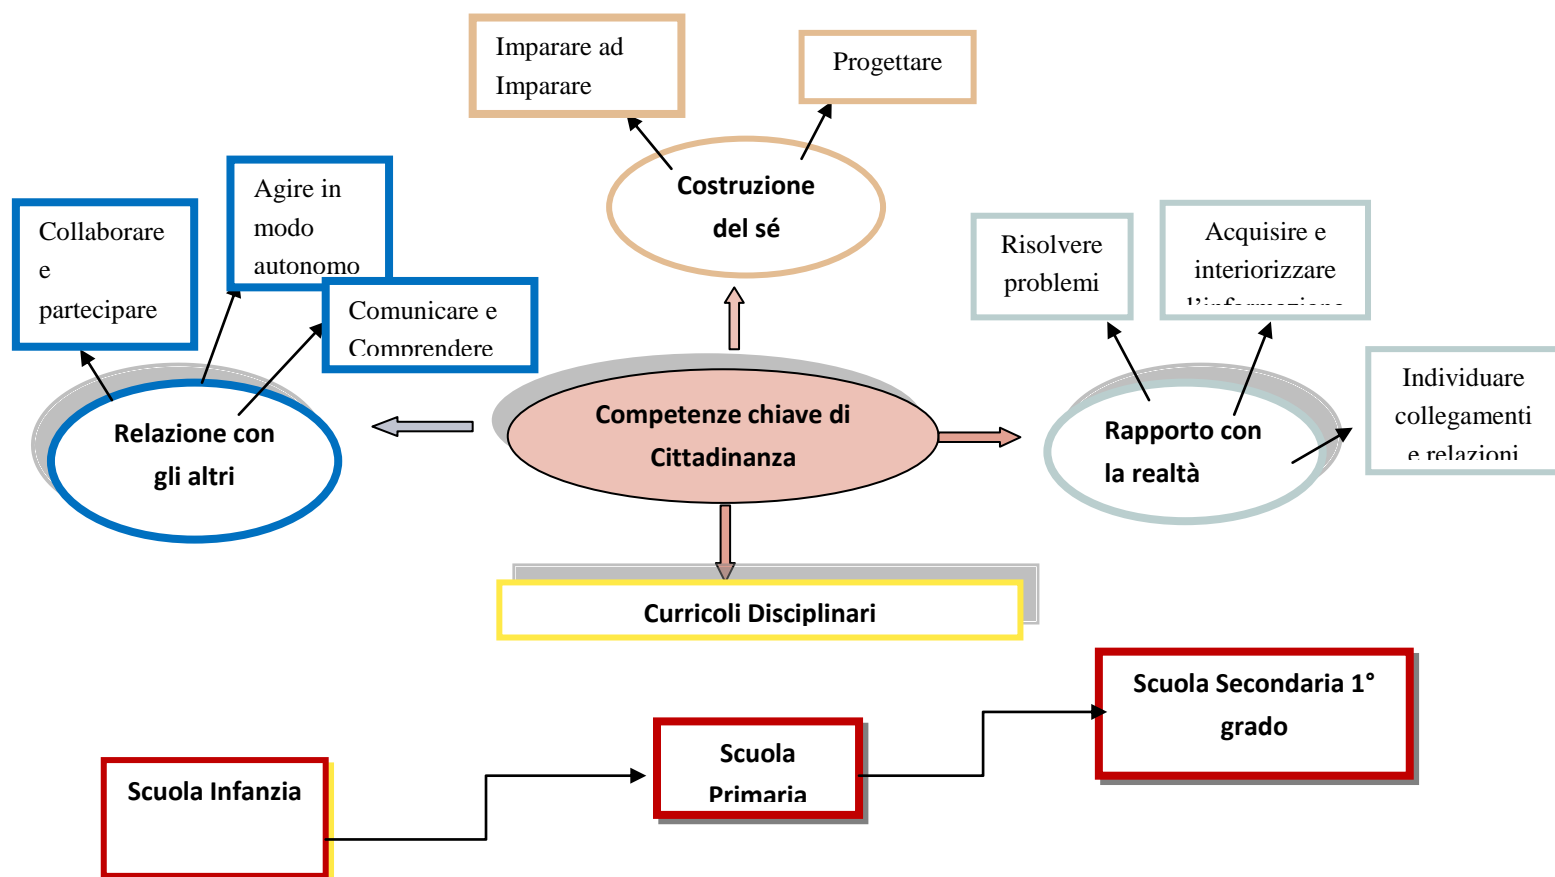 Imparare ad
Imparare
Progettare
Costruzione
del sé
Agire in
modo
autonomo
Collaborare
e
partecipare
Comunicare e
Comprendere
Risolvere
problemi
Acquisire e
interiorizzare
l'informazione
Individuare
collegamenti
e relazioni
Relazione con
gli altri
Competenze chiave di
Cittadinanza
Rapporto con
la realtà
Curricoli Disciplinari
Scuola Secondaria 1°
grado
Scuola
Primaria
Scuola Infanzia